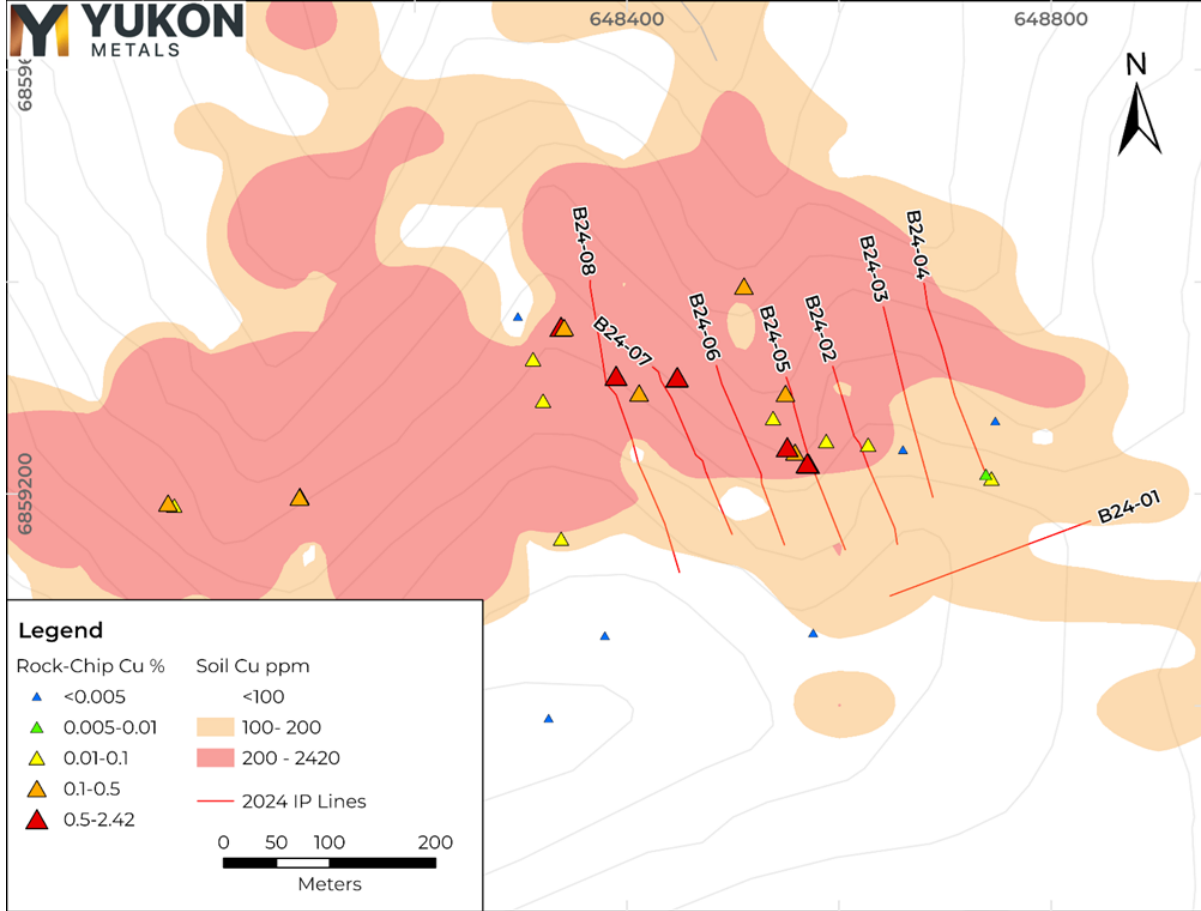 YUKON
METALS
648400
648800
6859
N
B24-08
B24-07
B24-06
B24-05
B24-02
B24-03
B24-04
B24-01
6859200
Legend
Rock-Chip Cu %
<0.005
0.005-0.01
0.01-0.1
0.1-0.5
0.5-2.42
Soil Cu ppm
<100
100- 200
200 - 2420
2024 IP Lines
0 50 100 200
Meters